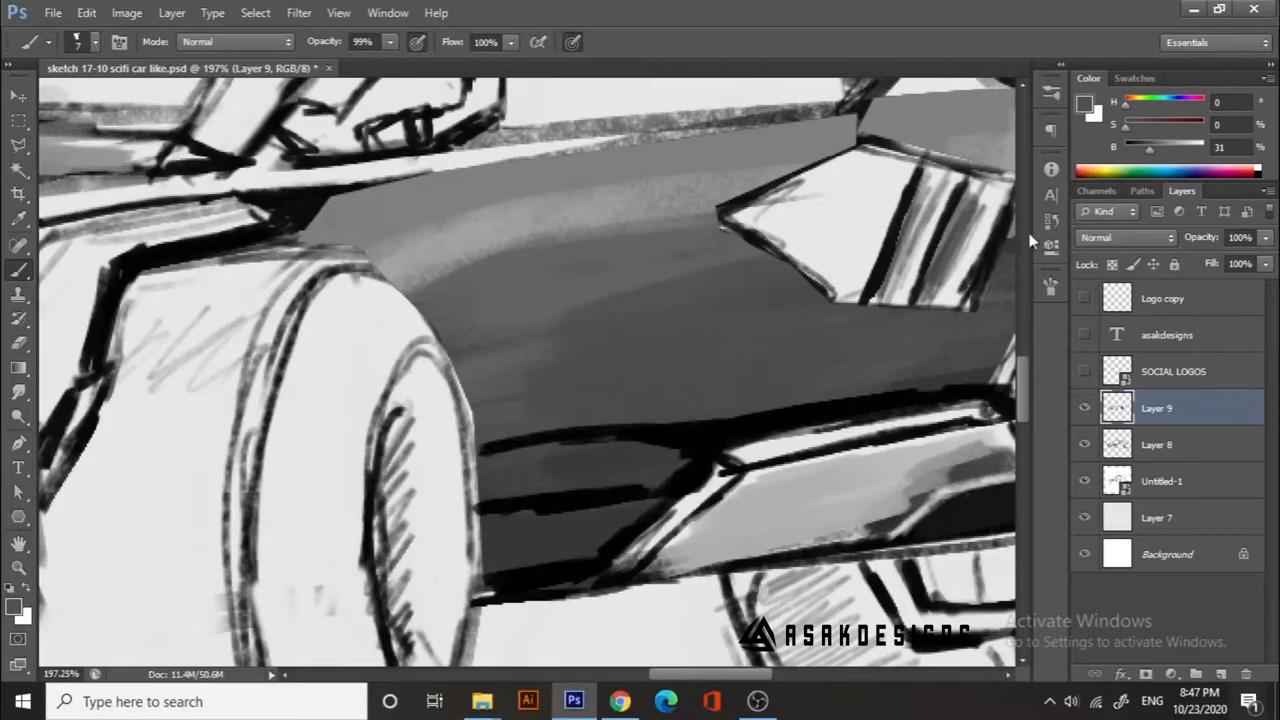 Ps File Edit Image Layer Type Select Filter View Window Help
7 Mode: Normal Opacity: 99% Flow: 100% Essentials
sketch 17-10 scifi car like.psd @ 197% (Layer 9, RGB/8) * ×
Color Swatches
H 0 °
S 0 %
B 31 %
Channels Paths Layers
Kind
Normal Opacity: 100%
Lock: Fill: 100%
Logo copy
T asakdesigns
SOCIAL LOGOS
Layer 9
Layer 8
Untitled-1
Layer 7
Background
ASAKDESIGNS
Activate Windows
Go to Settings to activate Windows.
197.25% Doc: 11.4M/50.6M
Type here to search
Ai Ps ENG 8:47 PM
10/23/2020 1